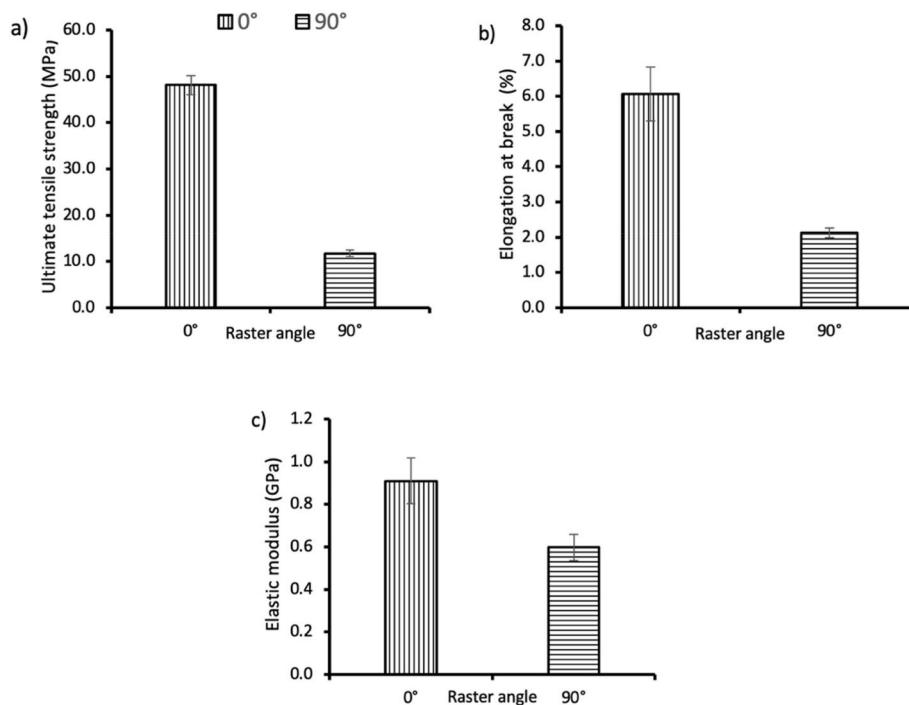 a)
0° 90°
Ultimate tensile strength (MPa)
60.0
50.0
40.0
30.0
20.0
10.0
0.0
0° Raster angle 90°
b)
Elongation at break (%)
8.0
7.0
6.0
5.0
4.0
3.0
2.0
1.0
0.0
0° Raster angle 90°
c)
Elastic modulus (GPa)
1.2
1.0
0.8
0.6
0.4
0.2
0.0
0° Raster angle 90°